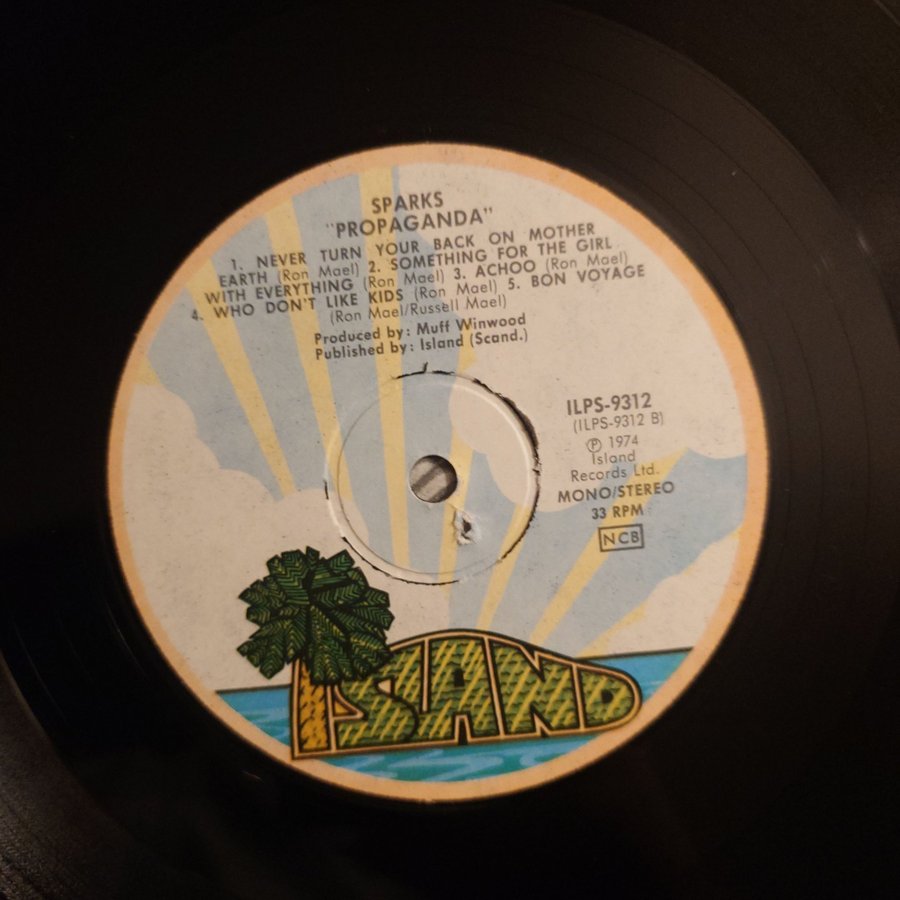 SPARKS
"PROPAGANDA"
1. NEVER TURN YOUR BACK ON MOTHER
EARTH (Ron Mael) 2. SOMETHING FOR THE GIRL
WITH EVERYTHING (Ron Mael) 3. ACHOO (Ron Mael)
4. WHO DON'T LIKE KIDS (Ron Mael) 5. BON VOYAGE
(Ron Mael/Russell Mael)
Produced by: Muff Winwood
Published by: Island (Scand.)
ILPS-9312
(ILPS-9312 B)
Ⓟ 1974
Island
Records Ltd.
MONO/STEREO
33 RPM
NCB
ISLAND